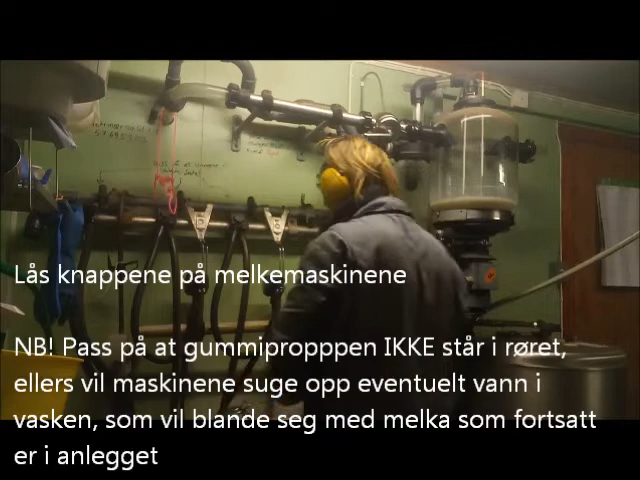 Lås knappene på melkemaskinene
NB! Pass på at gummipropppen IKKE står i røret,
ellers vil maskinene suge opp eventuelt vann i
vasken, som vil blande seg med melka som fortsatt
er i anlegget